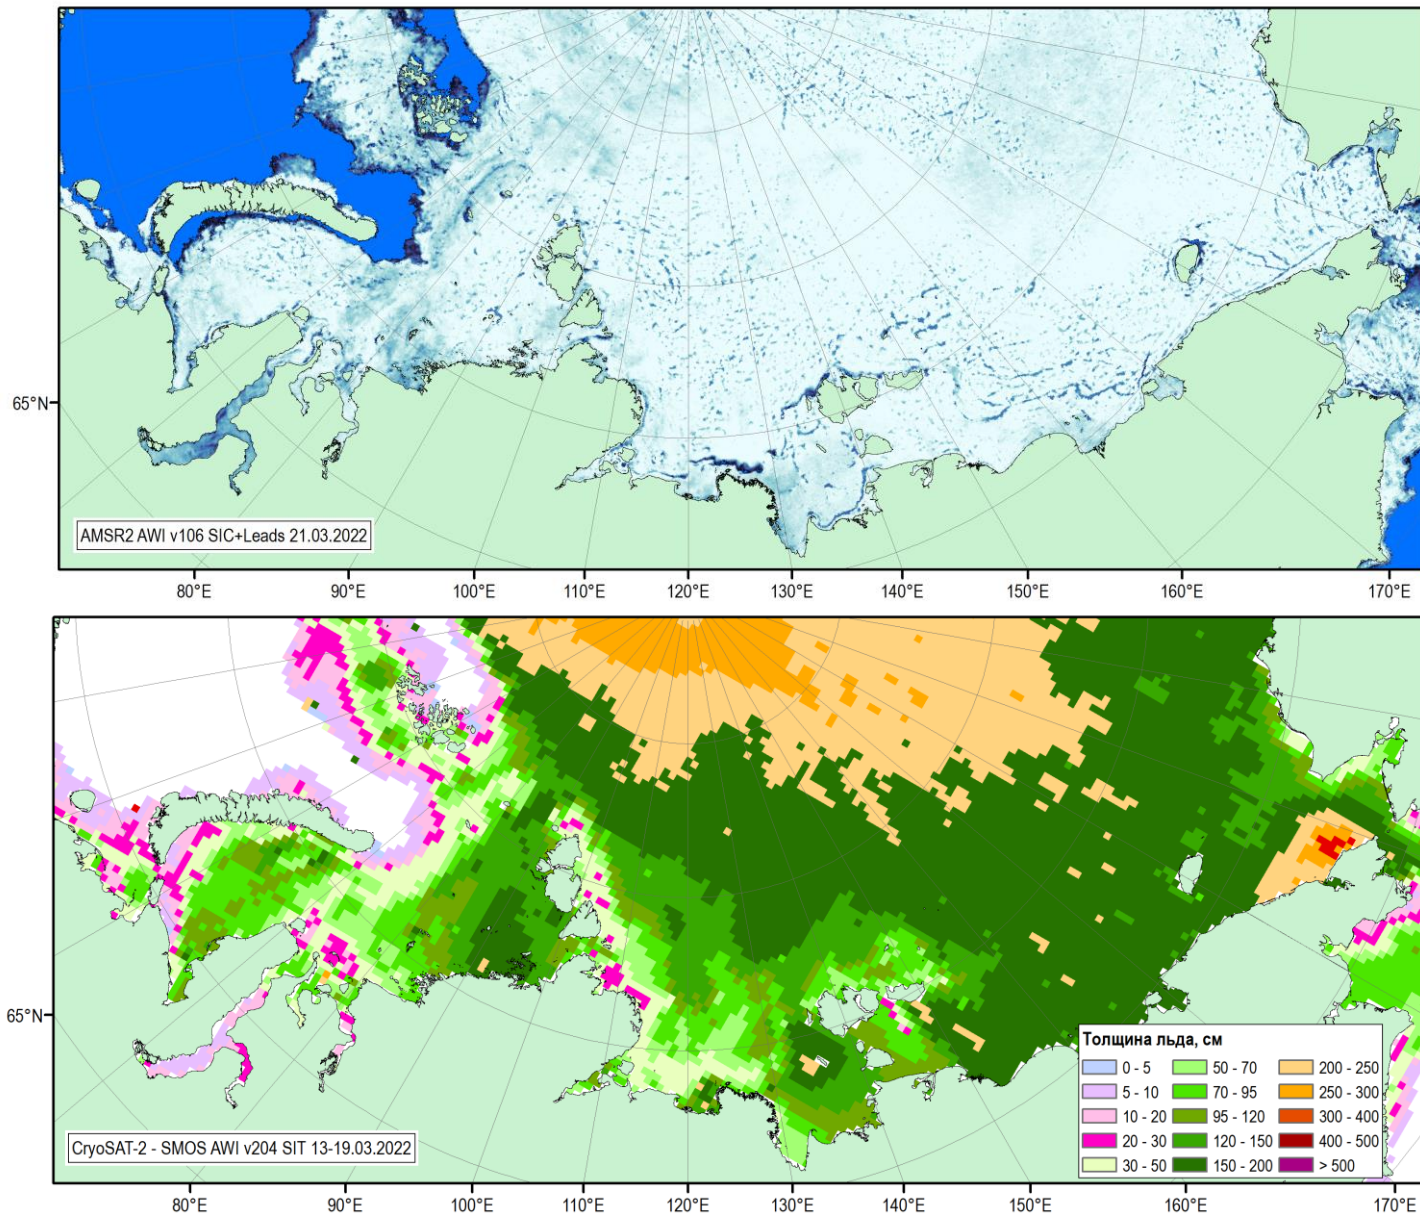 65°N
AMSR2 AWI v106 SIC+Leads 21.03.2022
80°E 90°E 100°E 110°E 120°E 130°E 140°E 150°E 160°E 170°E
65°N
Толщина льда, см
0 - 5 50 - 70 200 - 250
5 - 10 70 - 95 250 - 300
10 - 20 95 - 120 300 - 400
20 - 30 120 - 150 400 - 500
30 - 50 150 - 200 > 500
CryoSAT-2 - SMOS AWI v204 SIT 13-19.03.2022
80°E 90°E 100°E 110°E 120°E 130°E 140°E 150°E 160°E 170°E